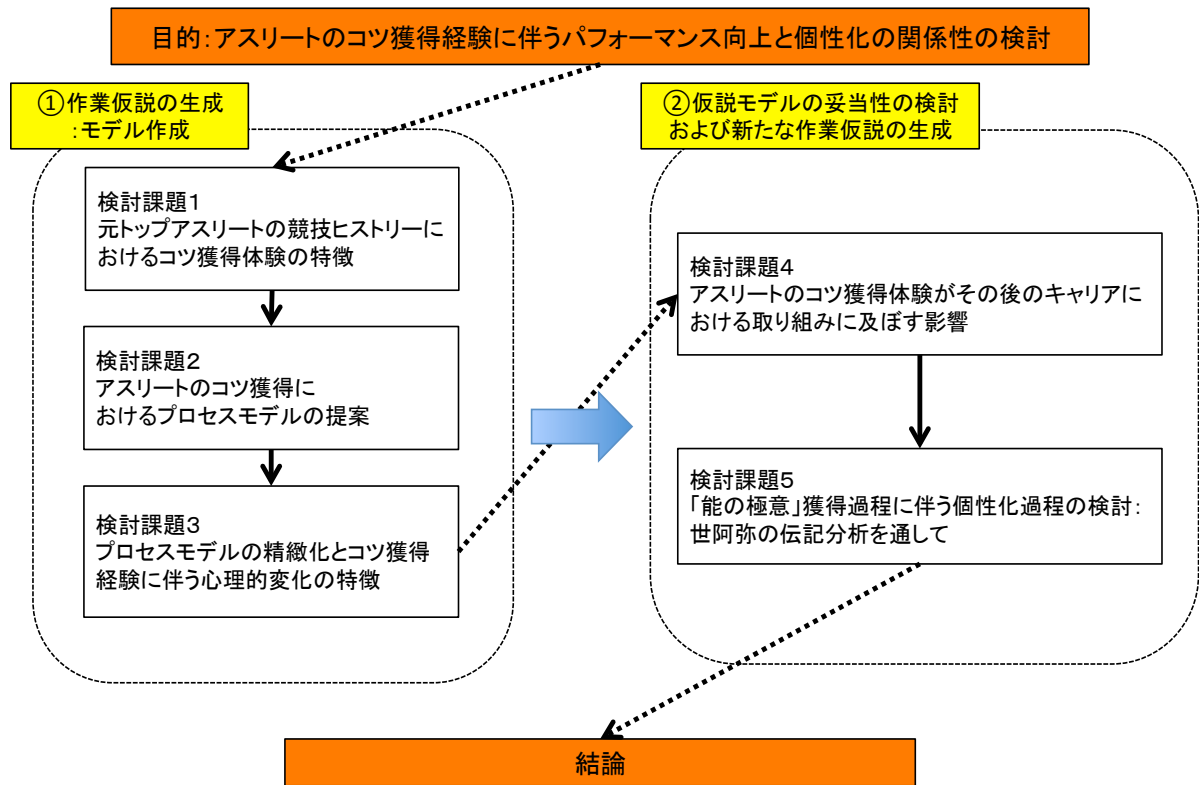 目的:アスリートのコツ獲得経験に伴うパフォーマンス向上と個性化の関係性の検討
①作業仮説の生成
:モデル作成
検討課題1
元トップアスリートの競技ヒストリーに
おけるコツ獲得体験の特徴
検討課題2
アスリートのコツ獲得に
おけるプロセスモデルの提案
検討課題3
プロセスモデルの精緻化とコツ獲得
経験に伴う心理的変化の特徴
②仮説モデルの妥当性の検討
および新たな作業仮説の生成
検討課題4
アスリートのコツ獲得体験がその後のキャリアに
おける取り組みに及ぼす影響
検討課題5
「能の極意」獲得過程に伴う個性化過程の検討:
世阿弥の伝記分析を通して
結論